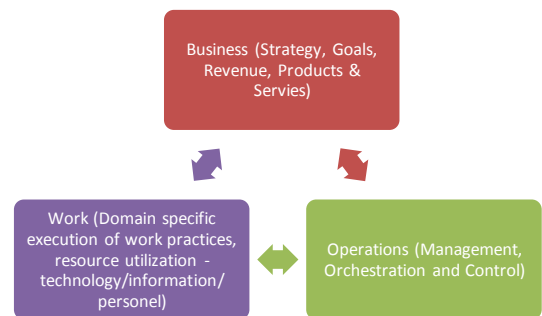 Business (Strategy, Goals,
Revenue, Products &
Servies)
Work (Domain specific
execution of work practices,
resource utilization -
technology/information/
personel)
Operations (Management,
Orchestration and Control)